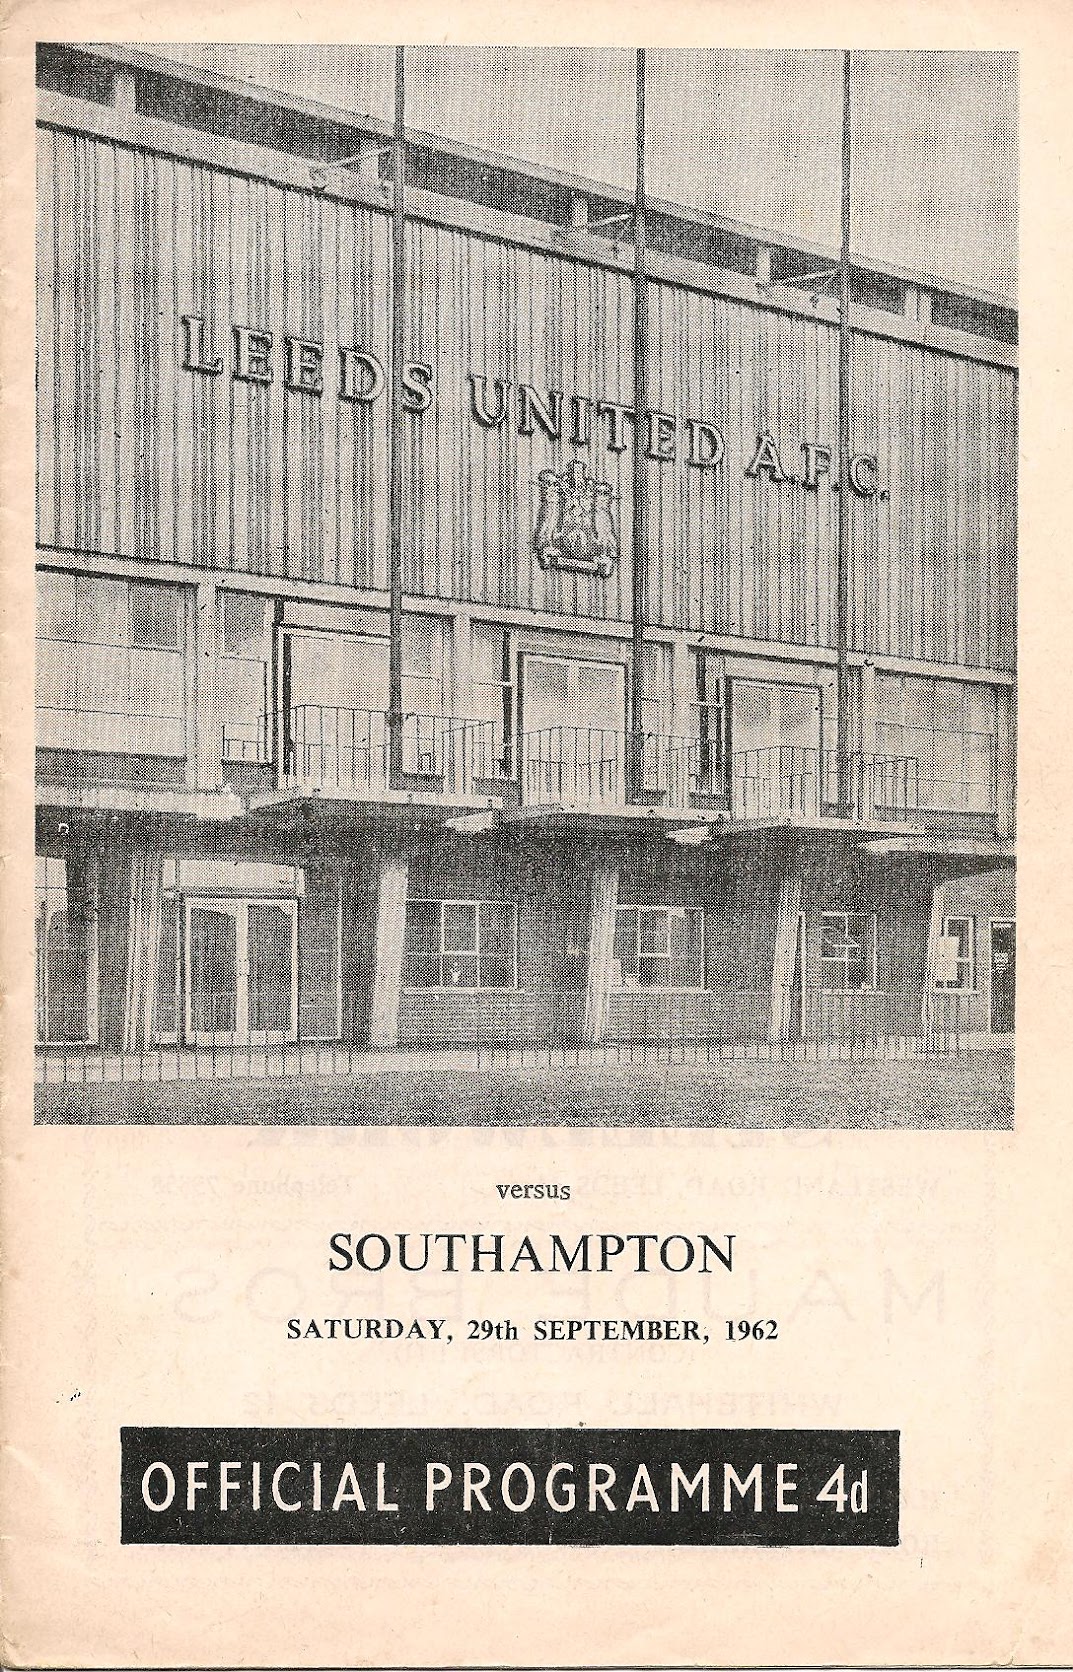 LEEDS UNITED A.F.C.
versus
SOUTHAMPTON
SATURDAY, 29th SEPTEMBER, 1962
OFFICIAL PROGRAMME 4d